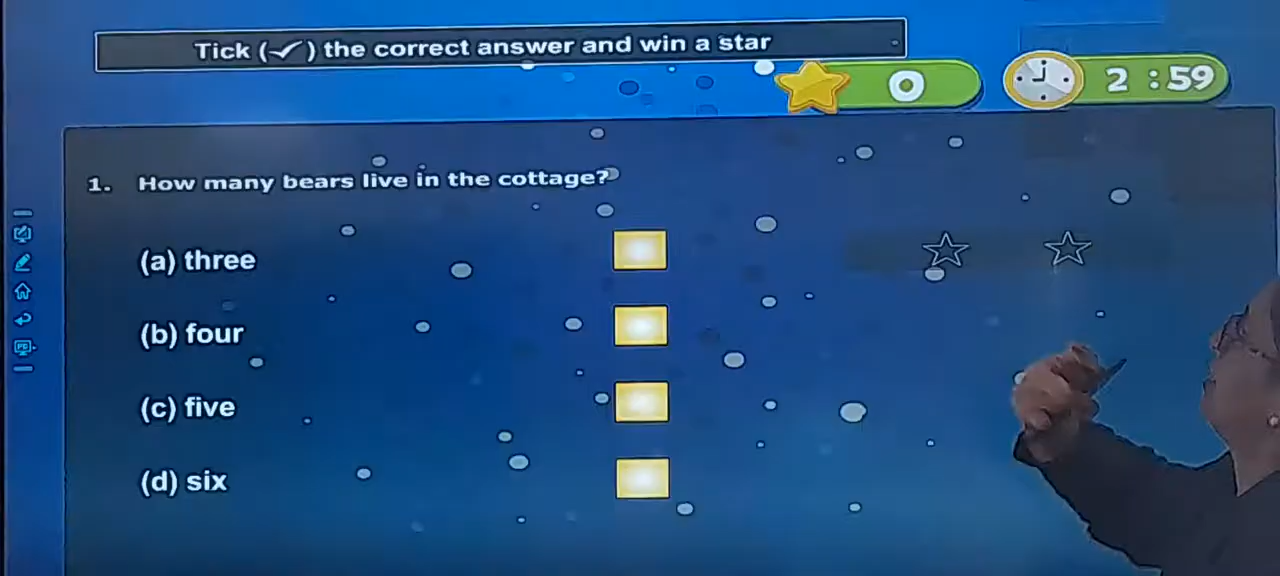 Tick (✓) the correct answer and win a star
0
2 :59
1. How many bears live in the cottage?
(a) three
(b) four
(c) five
(d) six